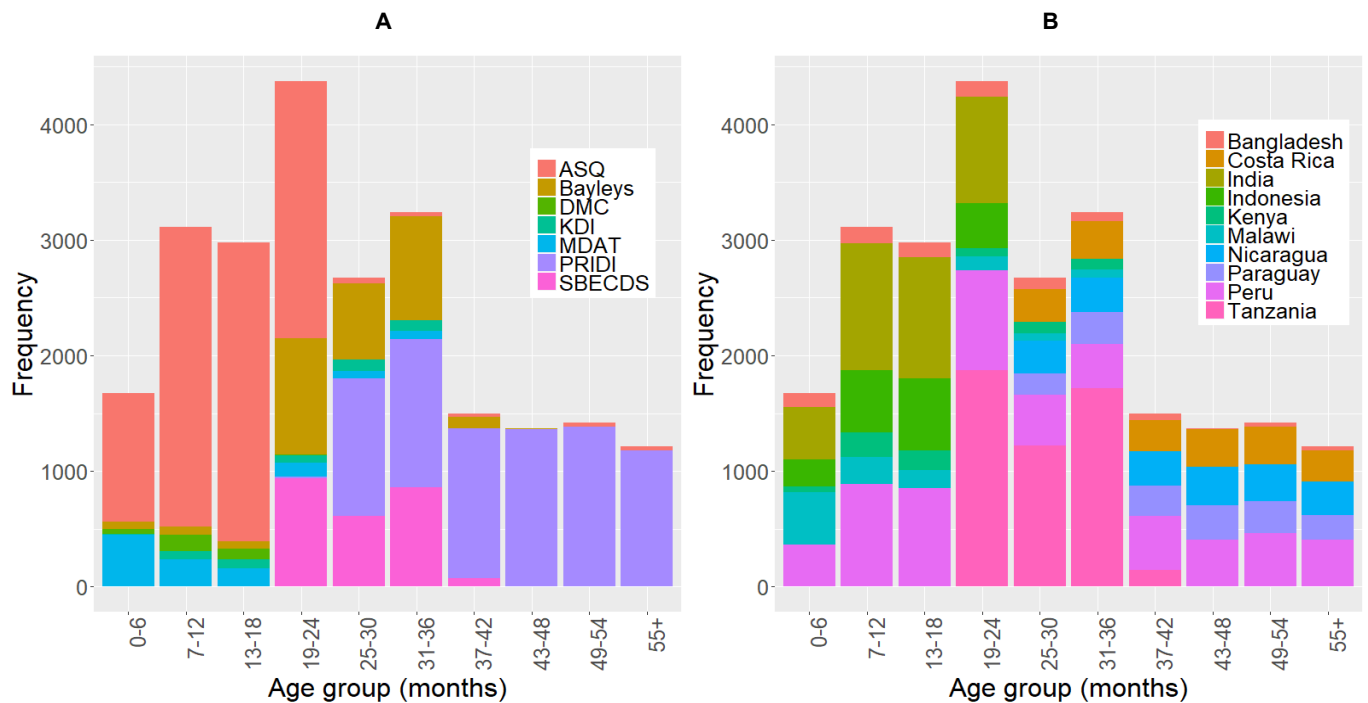 A
Frequency
4000
3000
2000
1000
0
ASQ
Bayleys
DMC
KDI
MDAT
PRIDI
SBECDS
0-6
7-12
13-18
19-24
25-30
31-36
37-42
43-48
49-54
55+
Age group (months)
B
Frequency
4000
3000
2000
1000
0
Bangladesh
Costa Rica
India
Indonesia
Kenya
Malawi
Nicaragua
Paraguay
Peru
Tanzania
0-6
7-12
13-18
19-24
25-30
31-36
37-42
43-48
49-54
55+
Age group (months)